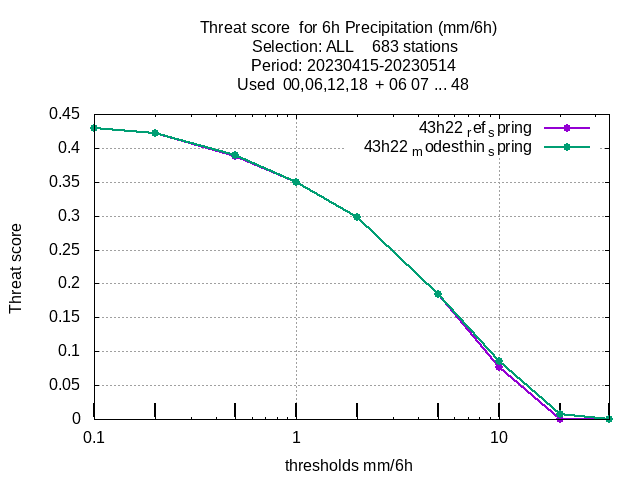 Threat score  for 6h Precipitation (mm/6h)
Selection: ALL    683 stations
Period: 20230415-20230514
Used  00,06,12,18  + 06 07 ... 48
43h22 ref spring
43h22 modesthin spring
0.45
0.4
0.35
0.3
0.25
0.2
0.15
0.1
0.05
0
Threat score
0.1
1
10
thresholds mm/6h